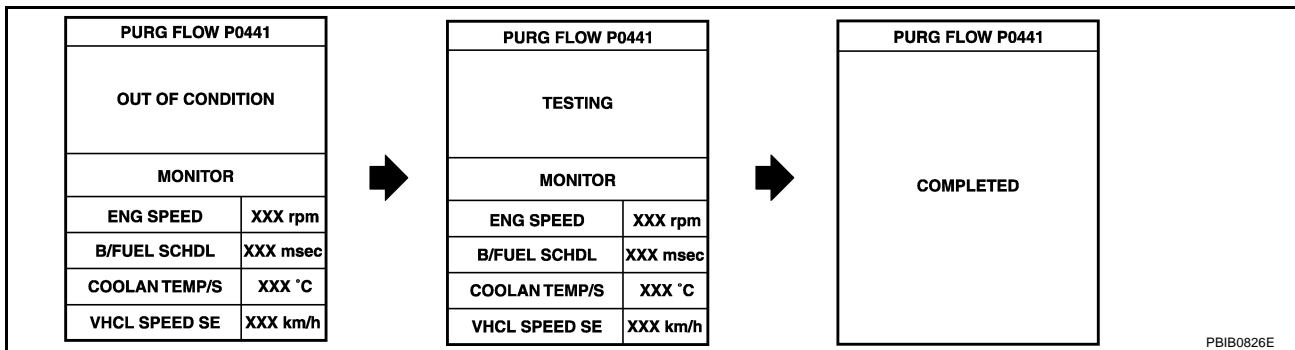 PURG FLOW P0441
OUT OF CONDITION
MONITOR
ENG SPEED XXX rpm
B/FUEL SCHDL XXX msec
COOLAN TEMP/S XXX °C
VHCL SPEED SE XXX km/h
PURG FLOW P0441
TESTING
MONITOR
ENG SPEED XXX rpm
B/FUEL SCHDL XXX msec
COOLAN TEMP/S XXX °C
VHCL SPEED SE XXX km/h
PURG FLOW P0441
COMPLETED
PBIB0826E